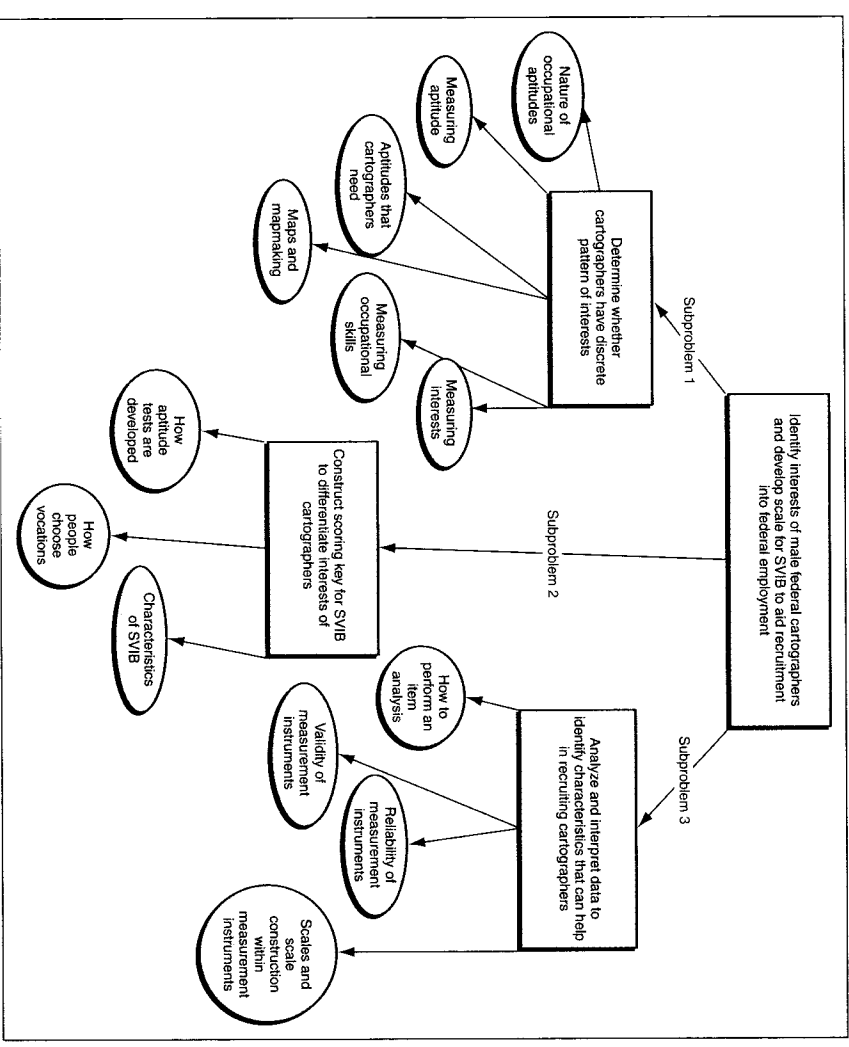 Identify interests of male federal cartographers
and develop scale for SVIB to aid recruitment
into federal employment
Subproblem 1
Subproblem 2
Subproblem 3
Determine whether
cartographers have discrete
pattern of interests
Nature of
occupational
aptitudes
Measuring
aptitude
Aptitudes that
cartographers
need
Maps and
mapmaking
Measuring
occupational
skills
Measuring
interests
Construct scoring key for SVIB
to differentiate interests of
cartographers
How
aptitude
tests are
developed
How
people
choose
vocations
Characteristics
of SVIB
Analyze and interpret data to
identify characteristics that can help
in recruiting cartographers
How to
perform an
item
analysis
Validity of
measurement
instruments
Reliability of
measurement
instruments
Scales and
scale
construction
within
measurement
instruments